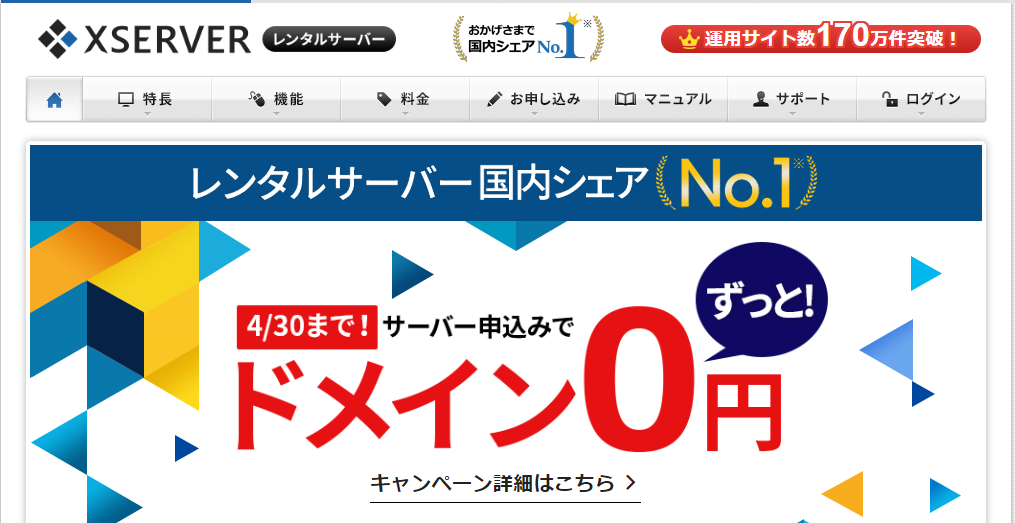 XSERVER レンタルサーバー
おかげさまで
国内シェア No.1※
運用サイト数170万件突破！
特長 機能 料金 お申し込み マニュアル サポート ログイン
レンタルサーバー 国内シェア No.1※
ずっと!
4/30まで！ サーバー申込みで
ドメイン0円
キャンペーン詳細はこちら >